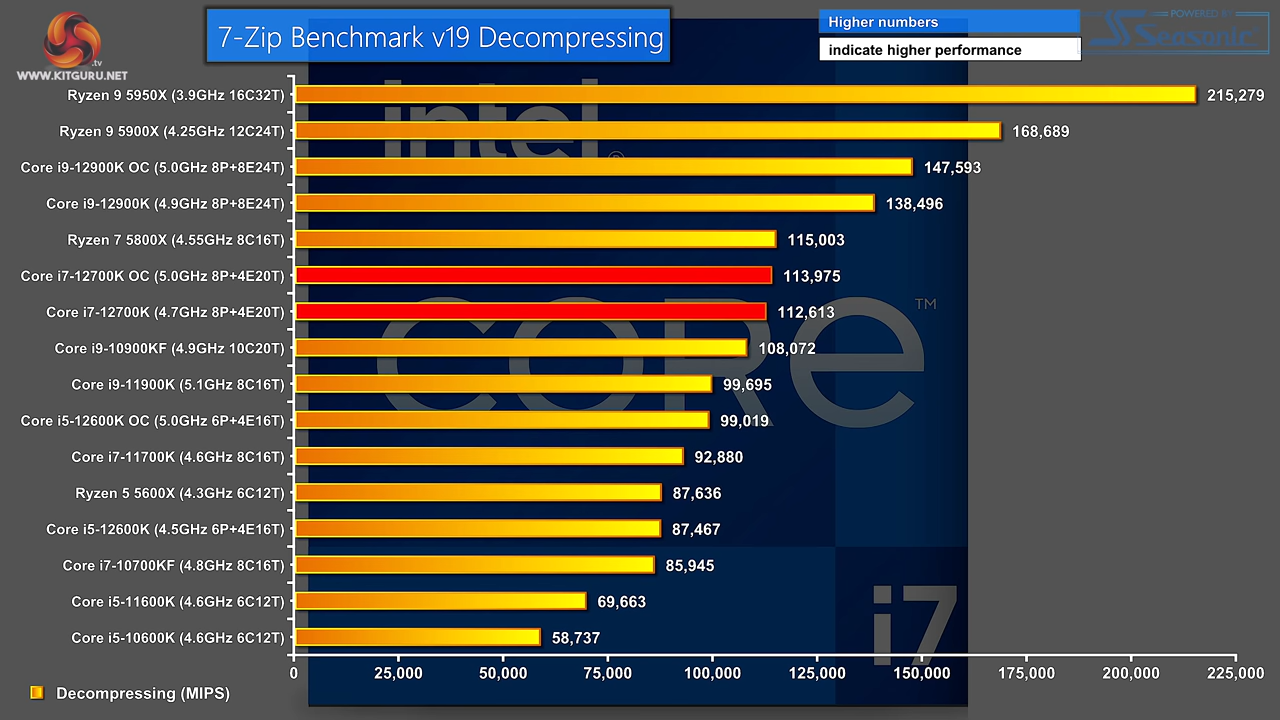 7-Zip Benchmark v19 Decompressing
Higher numbers
indicate higher performance
POWERED BY
Seasonic
.tv
WWW.KITGURU.NET
intel
®
core
™
i7
Ryzen 9 5950X (3.9GHz 16C32T) 215,279
Ryzen 9 5900X (4.25GHz 12C24T) 168,689
Core i9-12900K OC (5.0GHz 8P+8E24T) 147,593
Core i9-12900K (4.9GHz 8P+8E24T) 138,496
Ryzen 7 5800X (4.55GHz 8C16T) 115,003
Core i7-12700K OC (5.0GHz 8P+4E20T) 113,975
Core i7-12700K (4.7GHz 8P+4E20T) 112,613
Core i9-10900KF (4.9GHz 10C20T) 108,072
Core i9-11900K (5.1GHz 8C16T) 99,695
Core i5-12600K OC (5.0GHz 6P+4E16T) 99,019
Core i7-11700K (4.6GHz 8C16T) 92,880
Ryzen 5 5600X (4.3GHz 6C12T) 87,636
Core i5-12600K (4.5GHz 6P+4E16T) 87,467
Core i7-10700KF (4.8GHz 8C16T) 85,945
Core i5-11600K (4.6GHz 6C12T) 69,663
Core i5-10600K (4.6GHz 6C12T) 58,737
0 25,000 50,000 75,000 100,000 125,000 150,000 175,000 200,000 225,000
Decompressing (MIPS)